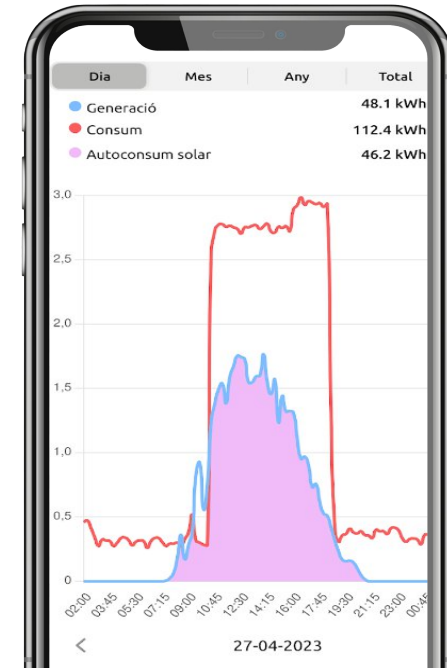 Dia Mes Any Total
Generació 48.1 kWh
Consum 112.4 kWh
Autoconsum solar 46.2 kWh
3.0
2,5
2,0
1,5
1,0
0,5
0
02:00 03:45 05:30 07:15 09:00 10:45 12:30 14:15 16:00 17:45 19:30 21:15 23:00 00:45
27-04-2023